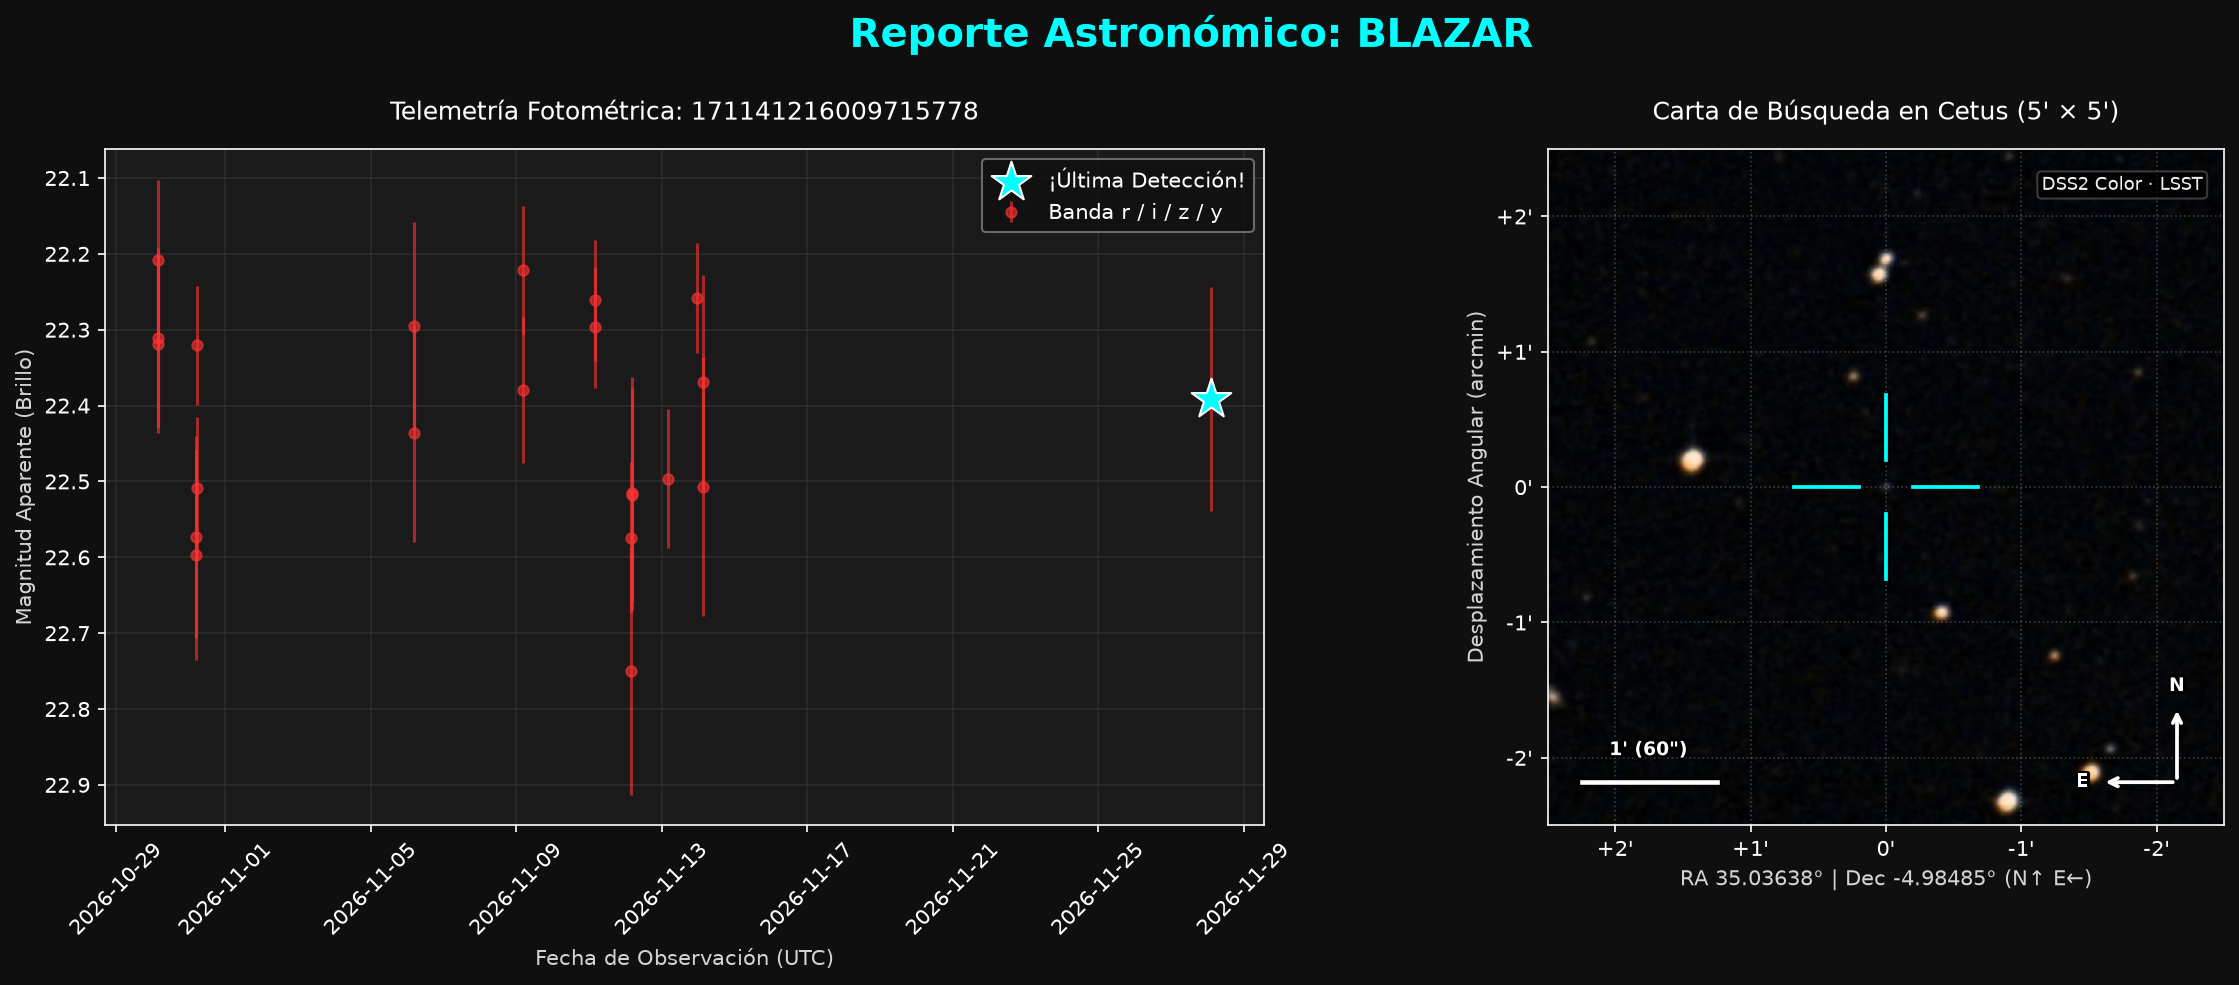 Reporte Astronómico: BLAZAR
Telemetría Fotométrica: 171141216009715778
¡Última Detección!
Banda r / i / z / y
Magnitud Aparente (Brillo)
22.1
22.2
22.3
22.4
22.5
22.6
22.7
22.8
22.9
2026-10-29
2026-11-01
2026-11-05
2026-11-09
2026-11-13
2026-11-17
2026-11-21
2026-11-25
2026-11-29
Fecha de Observación (UTC)
Carta de Búsqueda en Cetus (5' × 5')
DSS2 Color · LSST
Desplazamiento Angular (arcmin)
+2'
+1'
0'
-1'
-2'
N
E
1' (60")
+2'
+1'
0'
-1'
-2'
RA 35.03638° | Dec -4.98485° (N↑ E←)